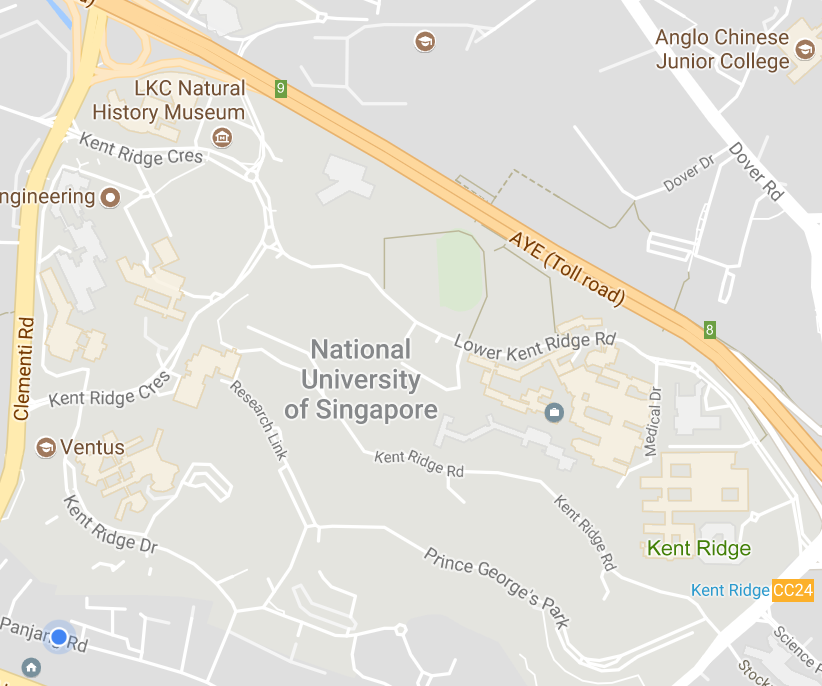 Anglo Chinese
Junior College
LKC Natural
History Museum
9
Kent Ridge Cres
Dover Dr
Dover Rd
ngineering
AYE (Toll road)
8
Clementi Rd
National
University
of Singapore
Lower Kent Ridge Rd
Kent Ridge Cres
Research Link
Medical Dr
Ventus
Kent Ridge Rd
Kent Ridge Dr
Kent Ridge Rd
Kent Ridge
Prince George's Park
Kent Ridge CC24
Panjang Rd
Science P
Stock